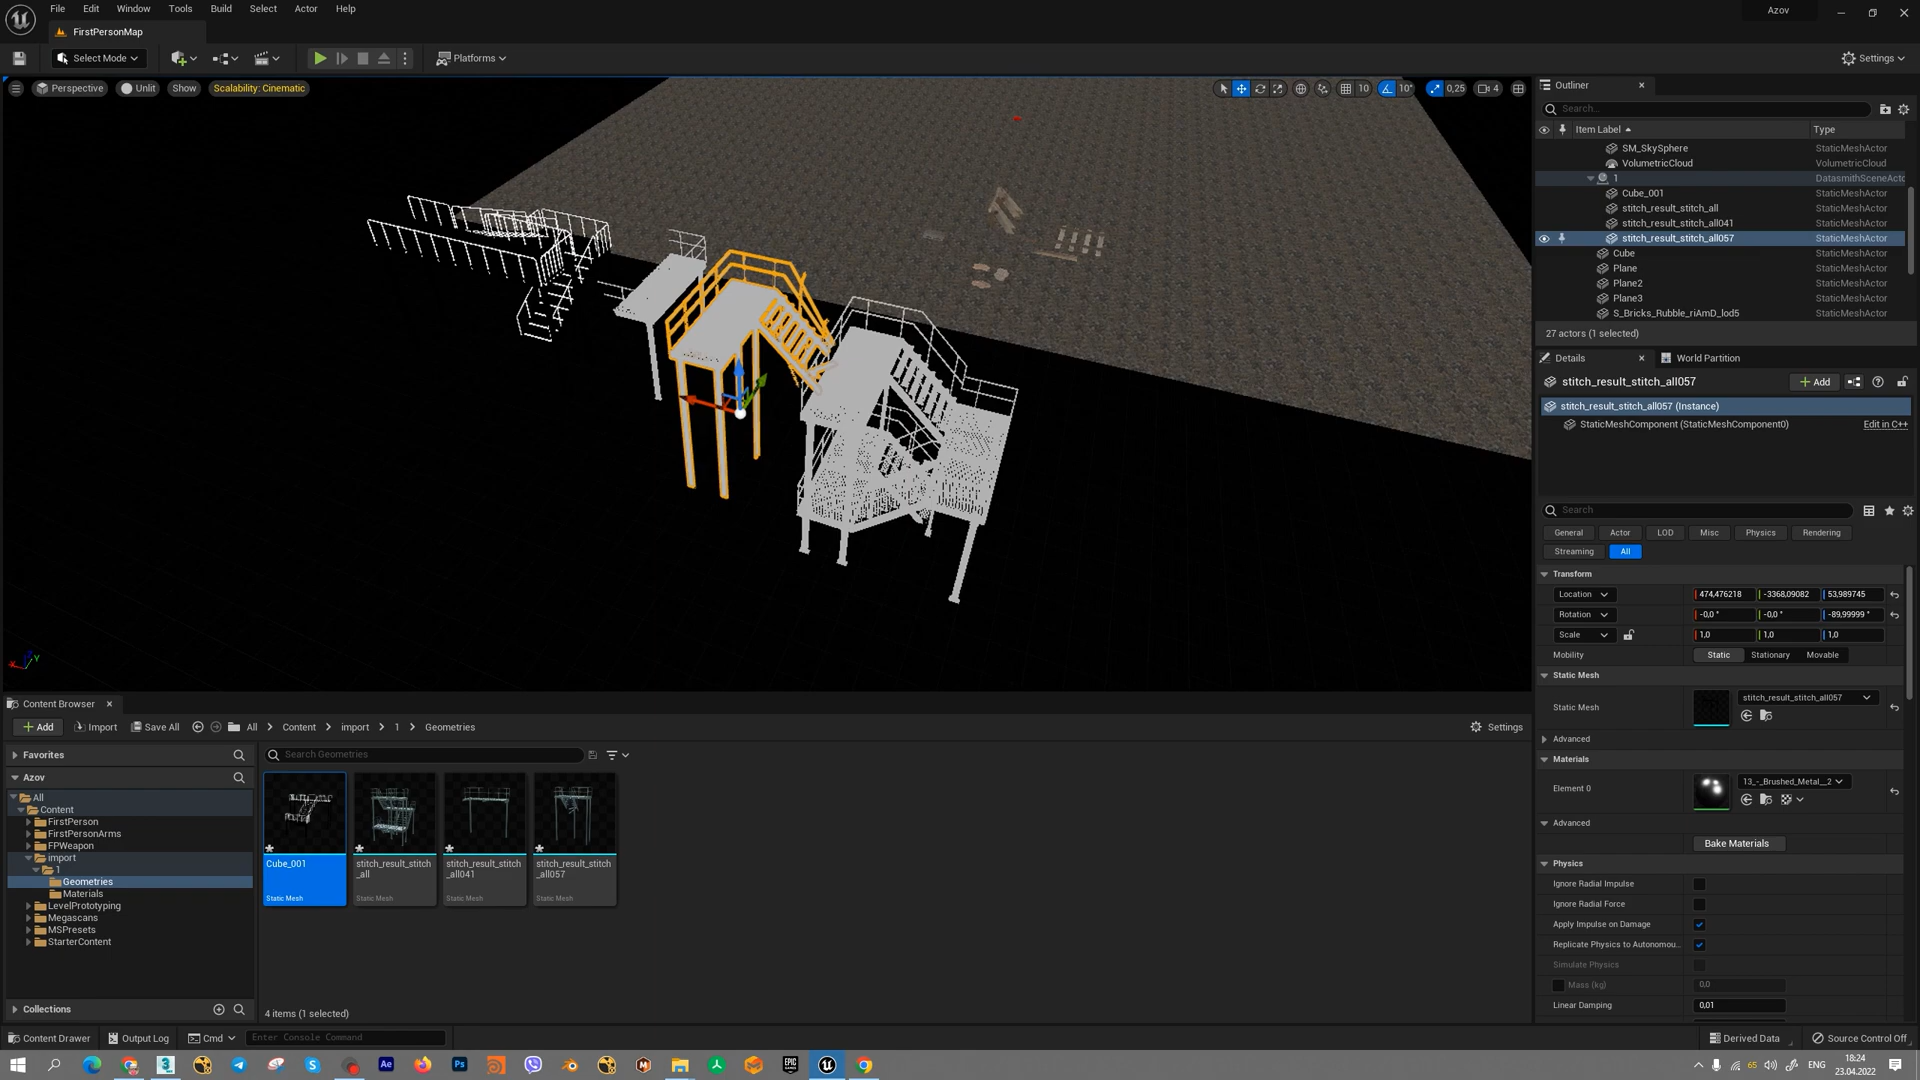 File Edit Window Tools Build Select Actor Help
Azov
FirstPersonMap
Select Mode
Platforms
Settings
Perspective Unlit Show Scalability: Cinematic
10 10° 0,25 4
Outliner
Search...
Item Label Type
SM_SkySphere StaticMeshActor
VolumetricCloud VolumetricCloud
1 DatasmithSceneActo
Cube_001 StaticMeshActor
stitch_result_stitch_all StaticMeshActor
stitch_result_stitch_all041 StaticMeshActor
stitch_result_stitch_all057 StaticMeshActor
Cube StaticMeshActor
Plane StaticMeshActor
Plane2 StaticMeshActor
Plane3 StaticMeshActor
S_Bricks_Rubble_riAmD_lod5 StaticMeshActor
27 actors (1 selected)
Details World Partition
stitch_result_stitch_all057
Add
stitch_result_stitch_all057 (Instance)
StaticMeshComponent (StaticMeshComponent0) Edit in C++
Search
General Actor LOD Misc Physics Rendering
Streaming All
Transform
Location 474,476218 -3368,09082 53,989745
Rotation -0,0 ° -0,0 ° -89,99999 °
Scale 1,0 1,0 1,0
Mobility Static Stationary Movable
Static Mesh
Static Mesh stitch_result_stitch_all057
Advanced
Materials
Element 0 13_-_Brushed_Metal__2
Advanced
Bake Materials
Physics
Ignore Radial Impulse
Ignore Radial Force
Apply Impulse on Damage
Replicate Physics to Autonomou...
Simulate Physics
Mass (kg) 0,0
Linear Damping 0,01
Content Browser
Add Import Save All All Content import 1 Geometries Settings
Favorites
Search Geometries
Azov
All
Content
FirstPerson
FirstPersonArms
FPWeapon
import
1
Geometries
Materials
LevelPrototyping
Megascans
MSPresets
StarterContent
Collections
Cube_001
Static Mesh
stitch_result_stitch
_all
Static Mesh
stitch_result_stitch
_all041
Static Mesh
stitch_result_stitch
_all057
Static Mesh
4 items (1 selected)
Content Drawer Output Log Cmd Enter Console Command Derived Data Source Control Off
Ae Ps EPIC GAMES 65 ENG
18:24
23.04.2022
X Y